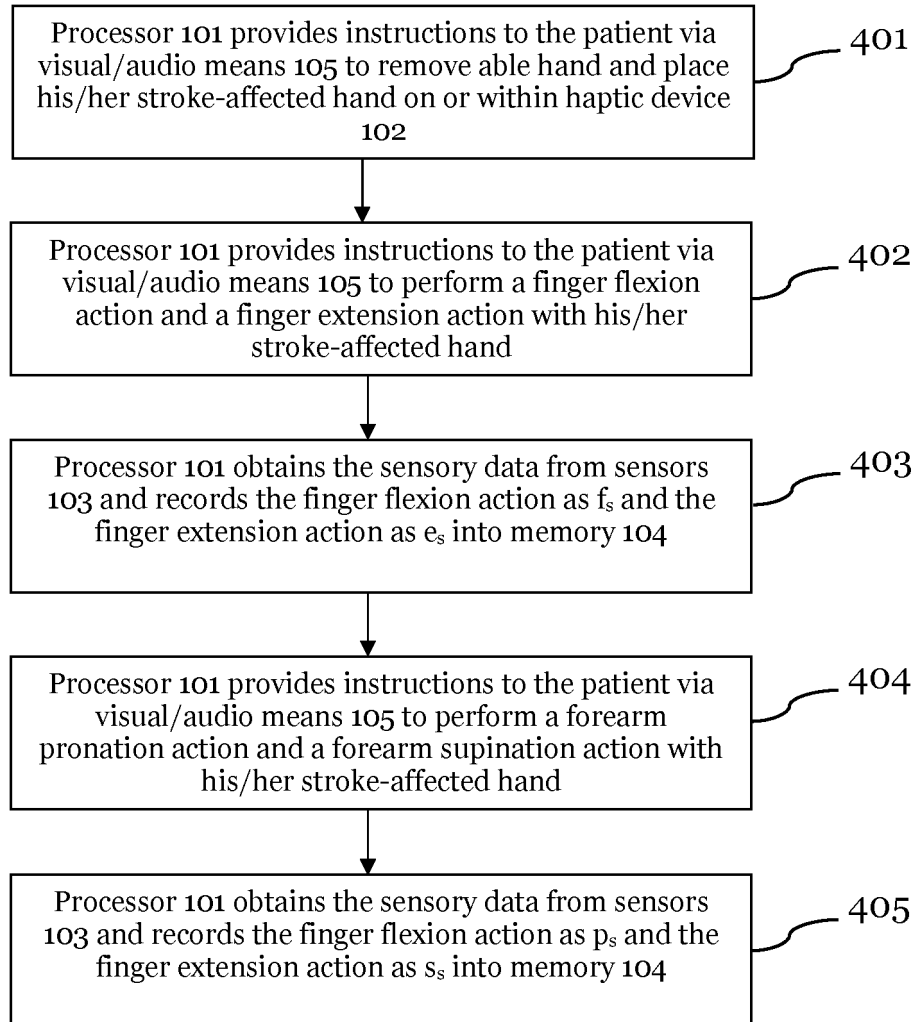 Processor 101 provides instructions to the patient via
visual/audio means 105 to remove able hand and place
his/her stroke-affected hand on or within haptic device
102
401
Processor 101 provides instructions to the patient via
visual/audio means 105 to perform a finger flexion
action and a finger extension action with his/her
stroke-affected hand
402
Processor 101 obtains the sensory data from sensors
103 and records the finger flexion action as fₛ and the
finger extension action as eₛ into memory 104
403
Processor 101 provides instructions to the patient via
visual/audio means 105 to perform a forearm
pronation action and a forearm supination action with
his/her stroke-affected hand
404
Processor 101 obtains the sensory data from sensors
103 and records the finger flexion action as pₛ and the
finger extension action as sₛ into memory 104
405